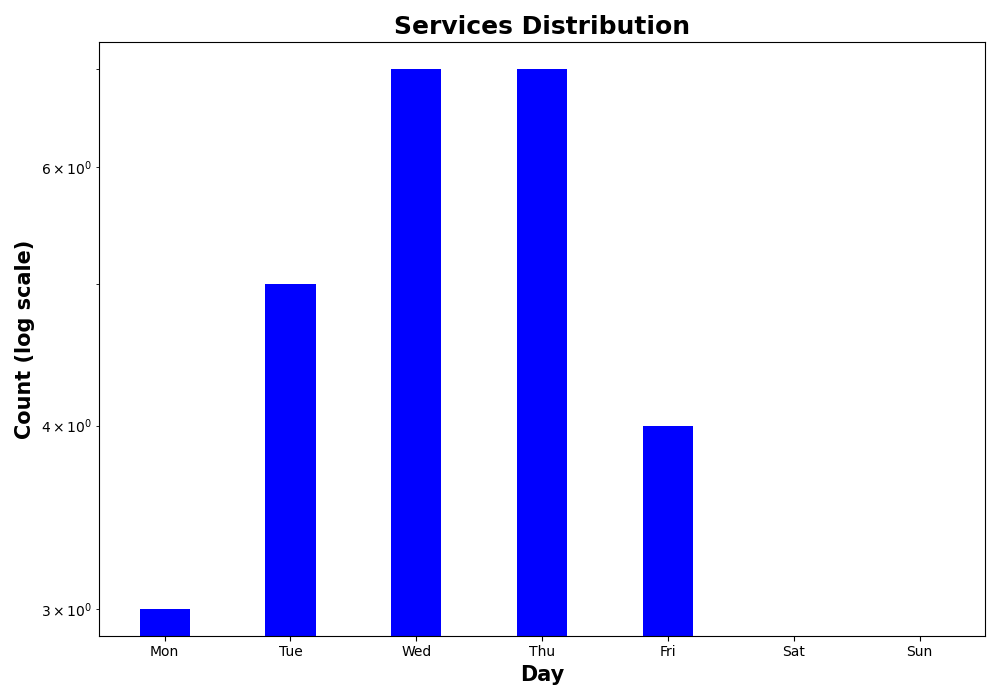 Services Distribution
Count (log scale)
6 × 10⁰
4 × 10⁰
3 × 10⁰
Mon Tue Wed Thu Fri Sat Sun
Day